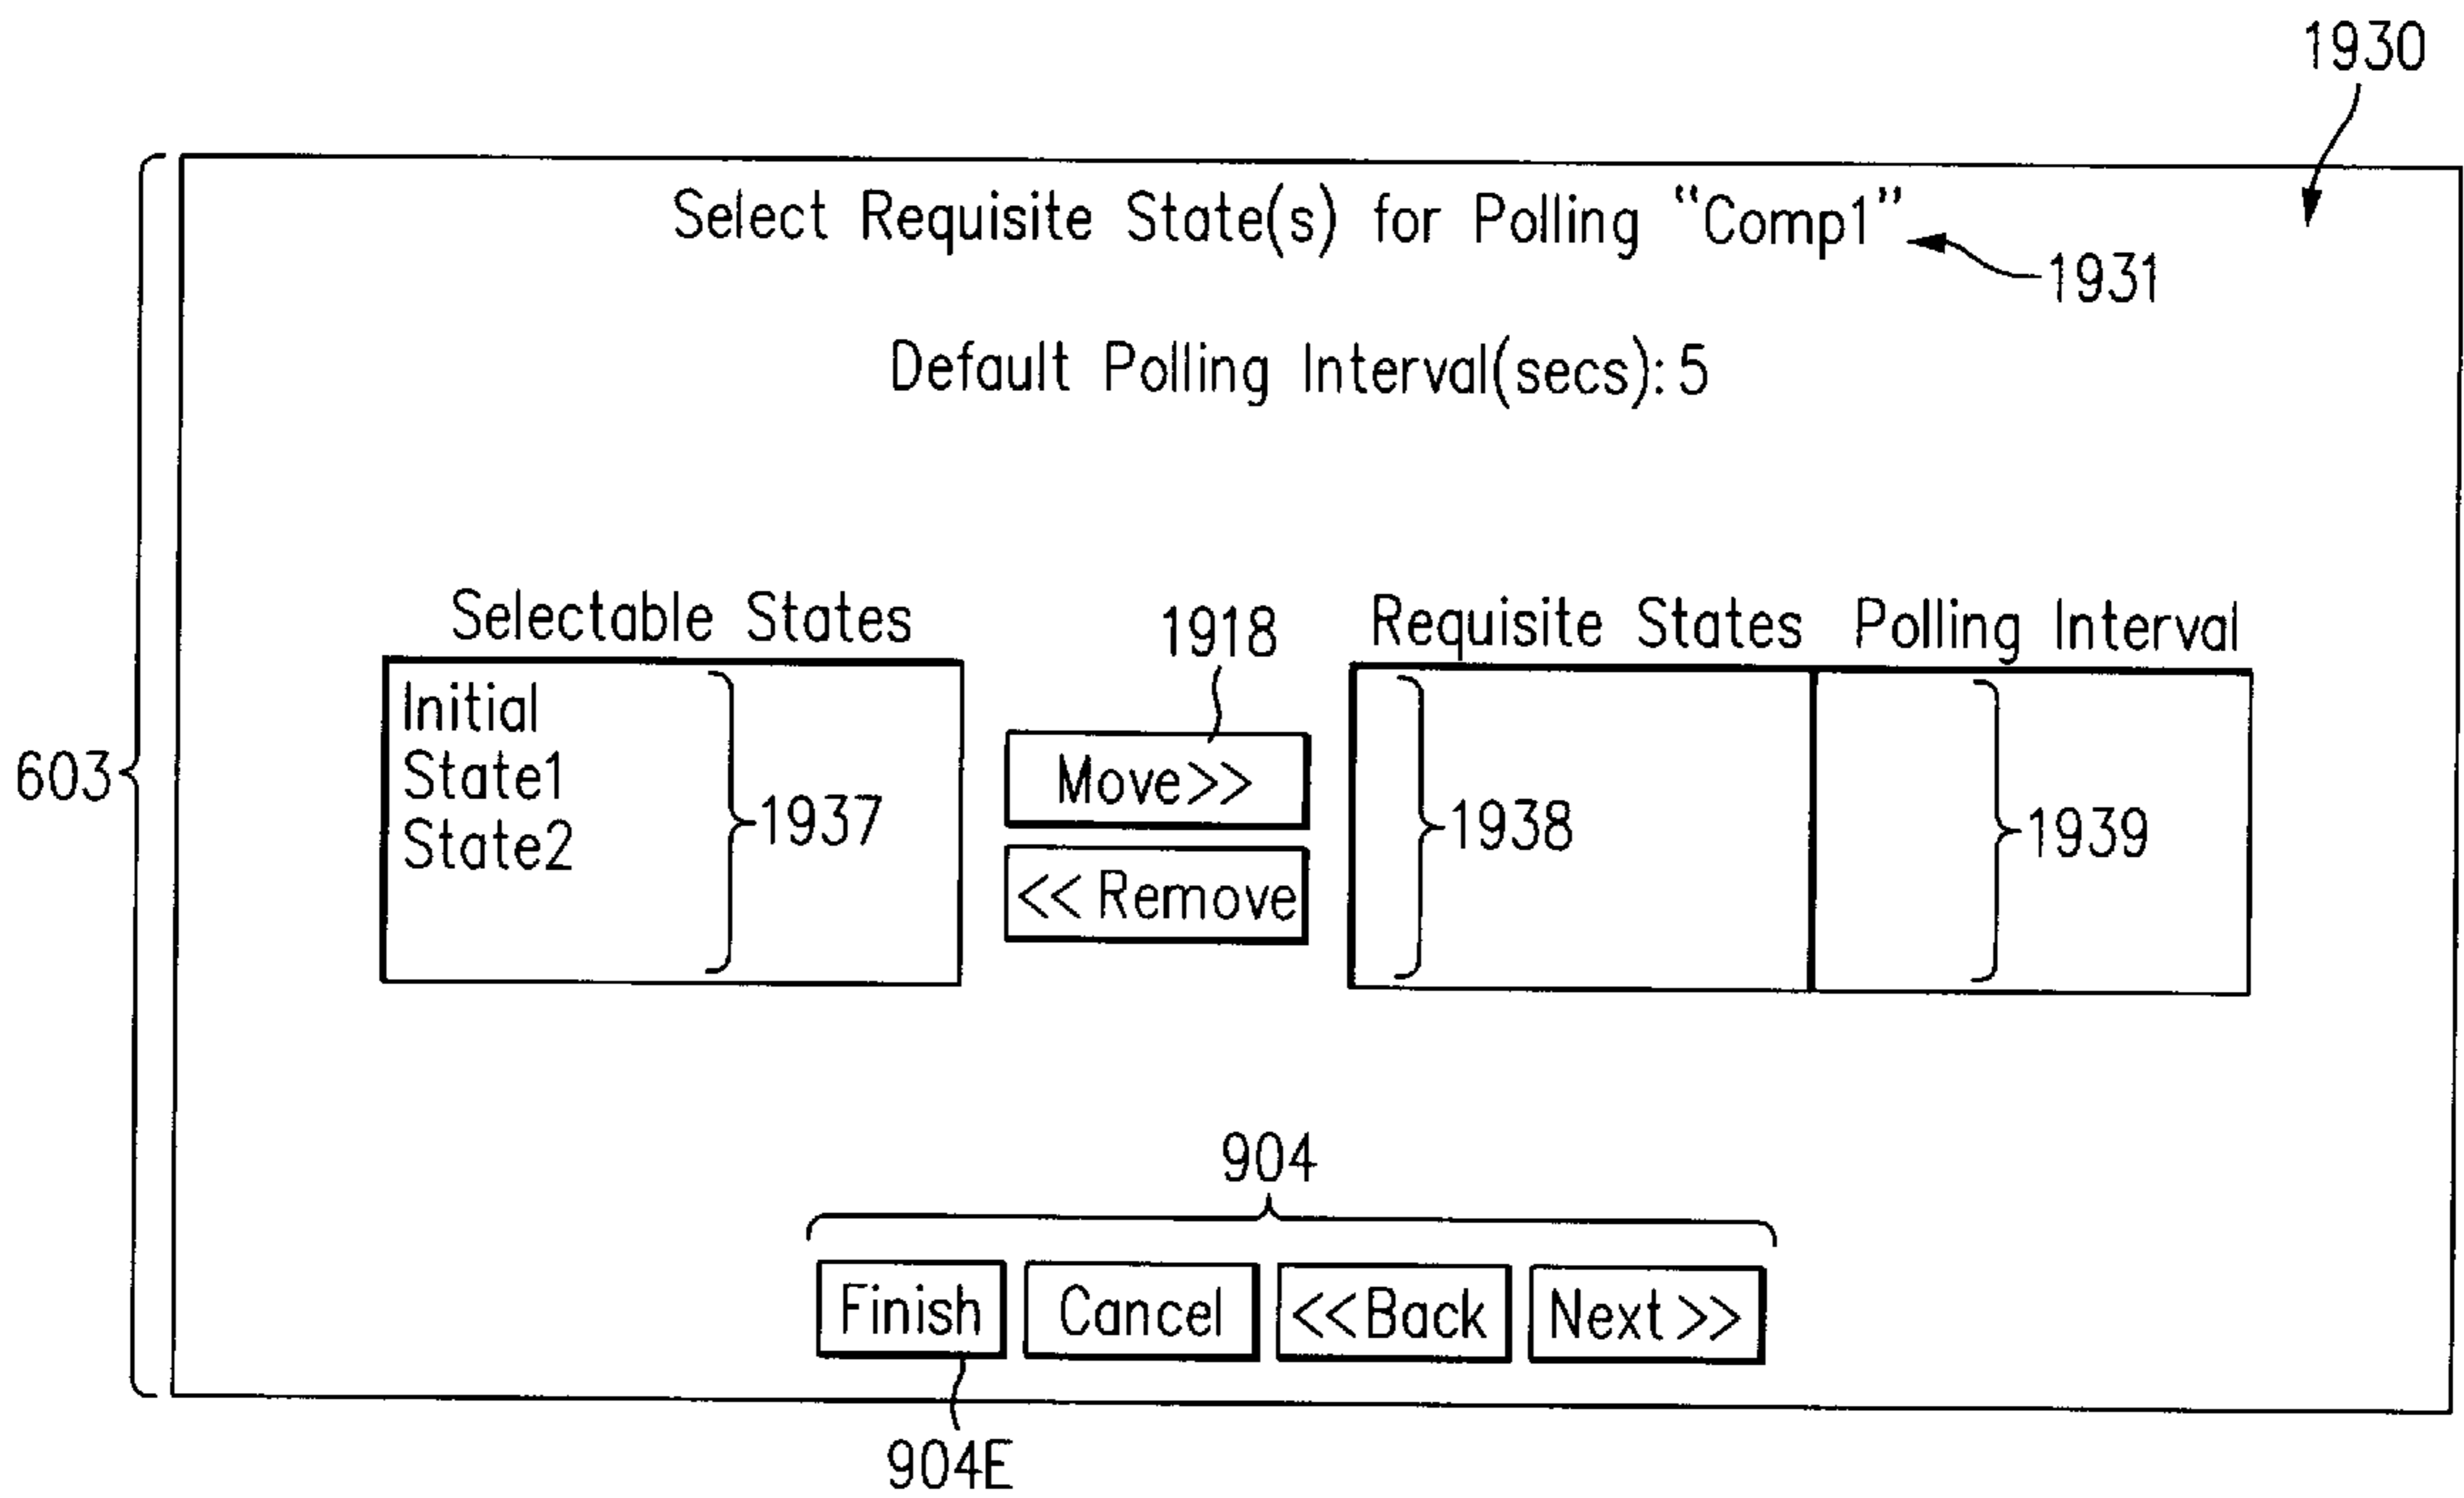 1930
Select Requisite State(s) for Polling “Comp1”
1931
Default Polling Interval(secs): 5
Selectable States
1918
Requisite States
Polling Interval
Initial
State1
State2
1937
Move>>
<<Remove
1938
1939
603
904
Finish
Cancel
<<Back
Next>>
904E